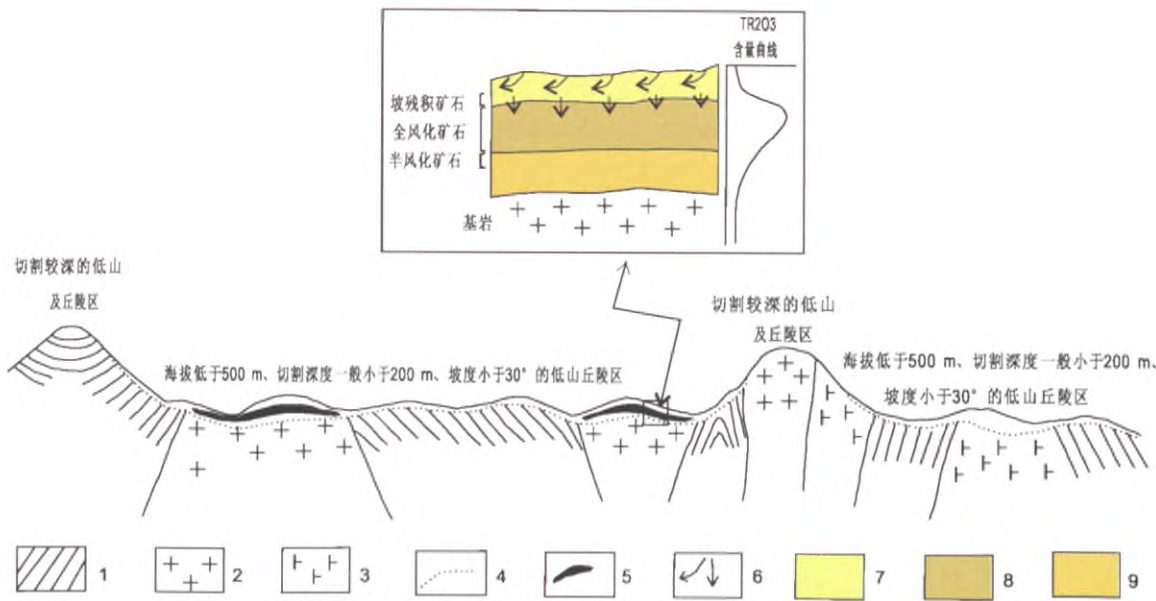 TR2O3
含量曲线
坡残积矿石
全风化矿石
半风化矿石
基岩
切割较深的低山
及丘陵区
切割较深的低山
及丘陵区
海拔低于500 m、切割深度一般小于200 m、坡度小于30° 的低山丘陵区
海拔低于500 m、切割深度一般小于200 m、
坡度小于30° 的低山丘陵区
1 2 3 4 5 6 7 8 9